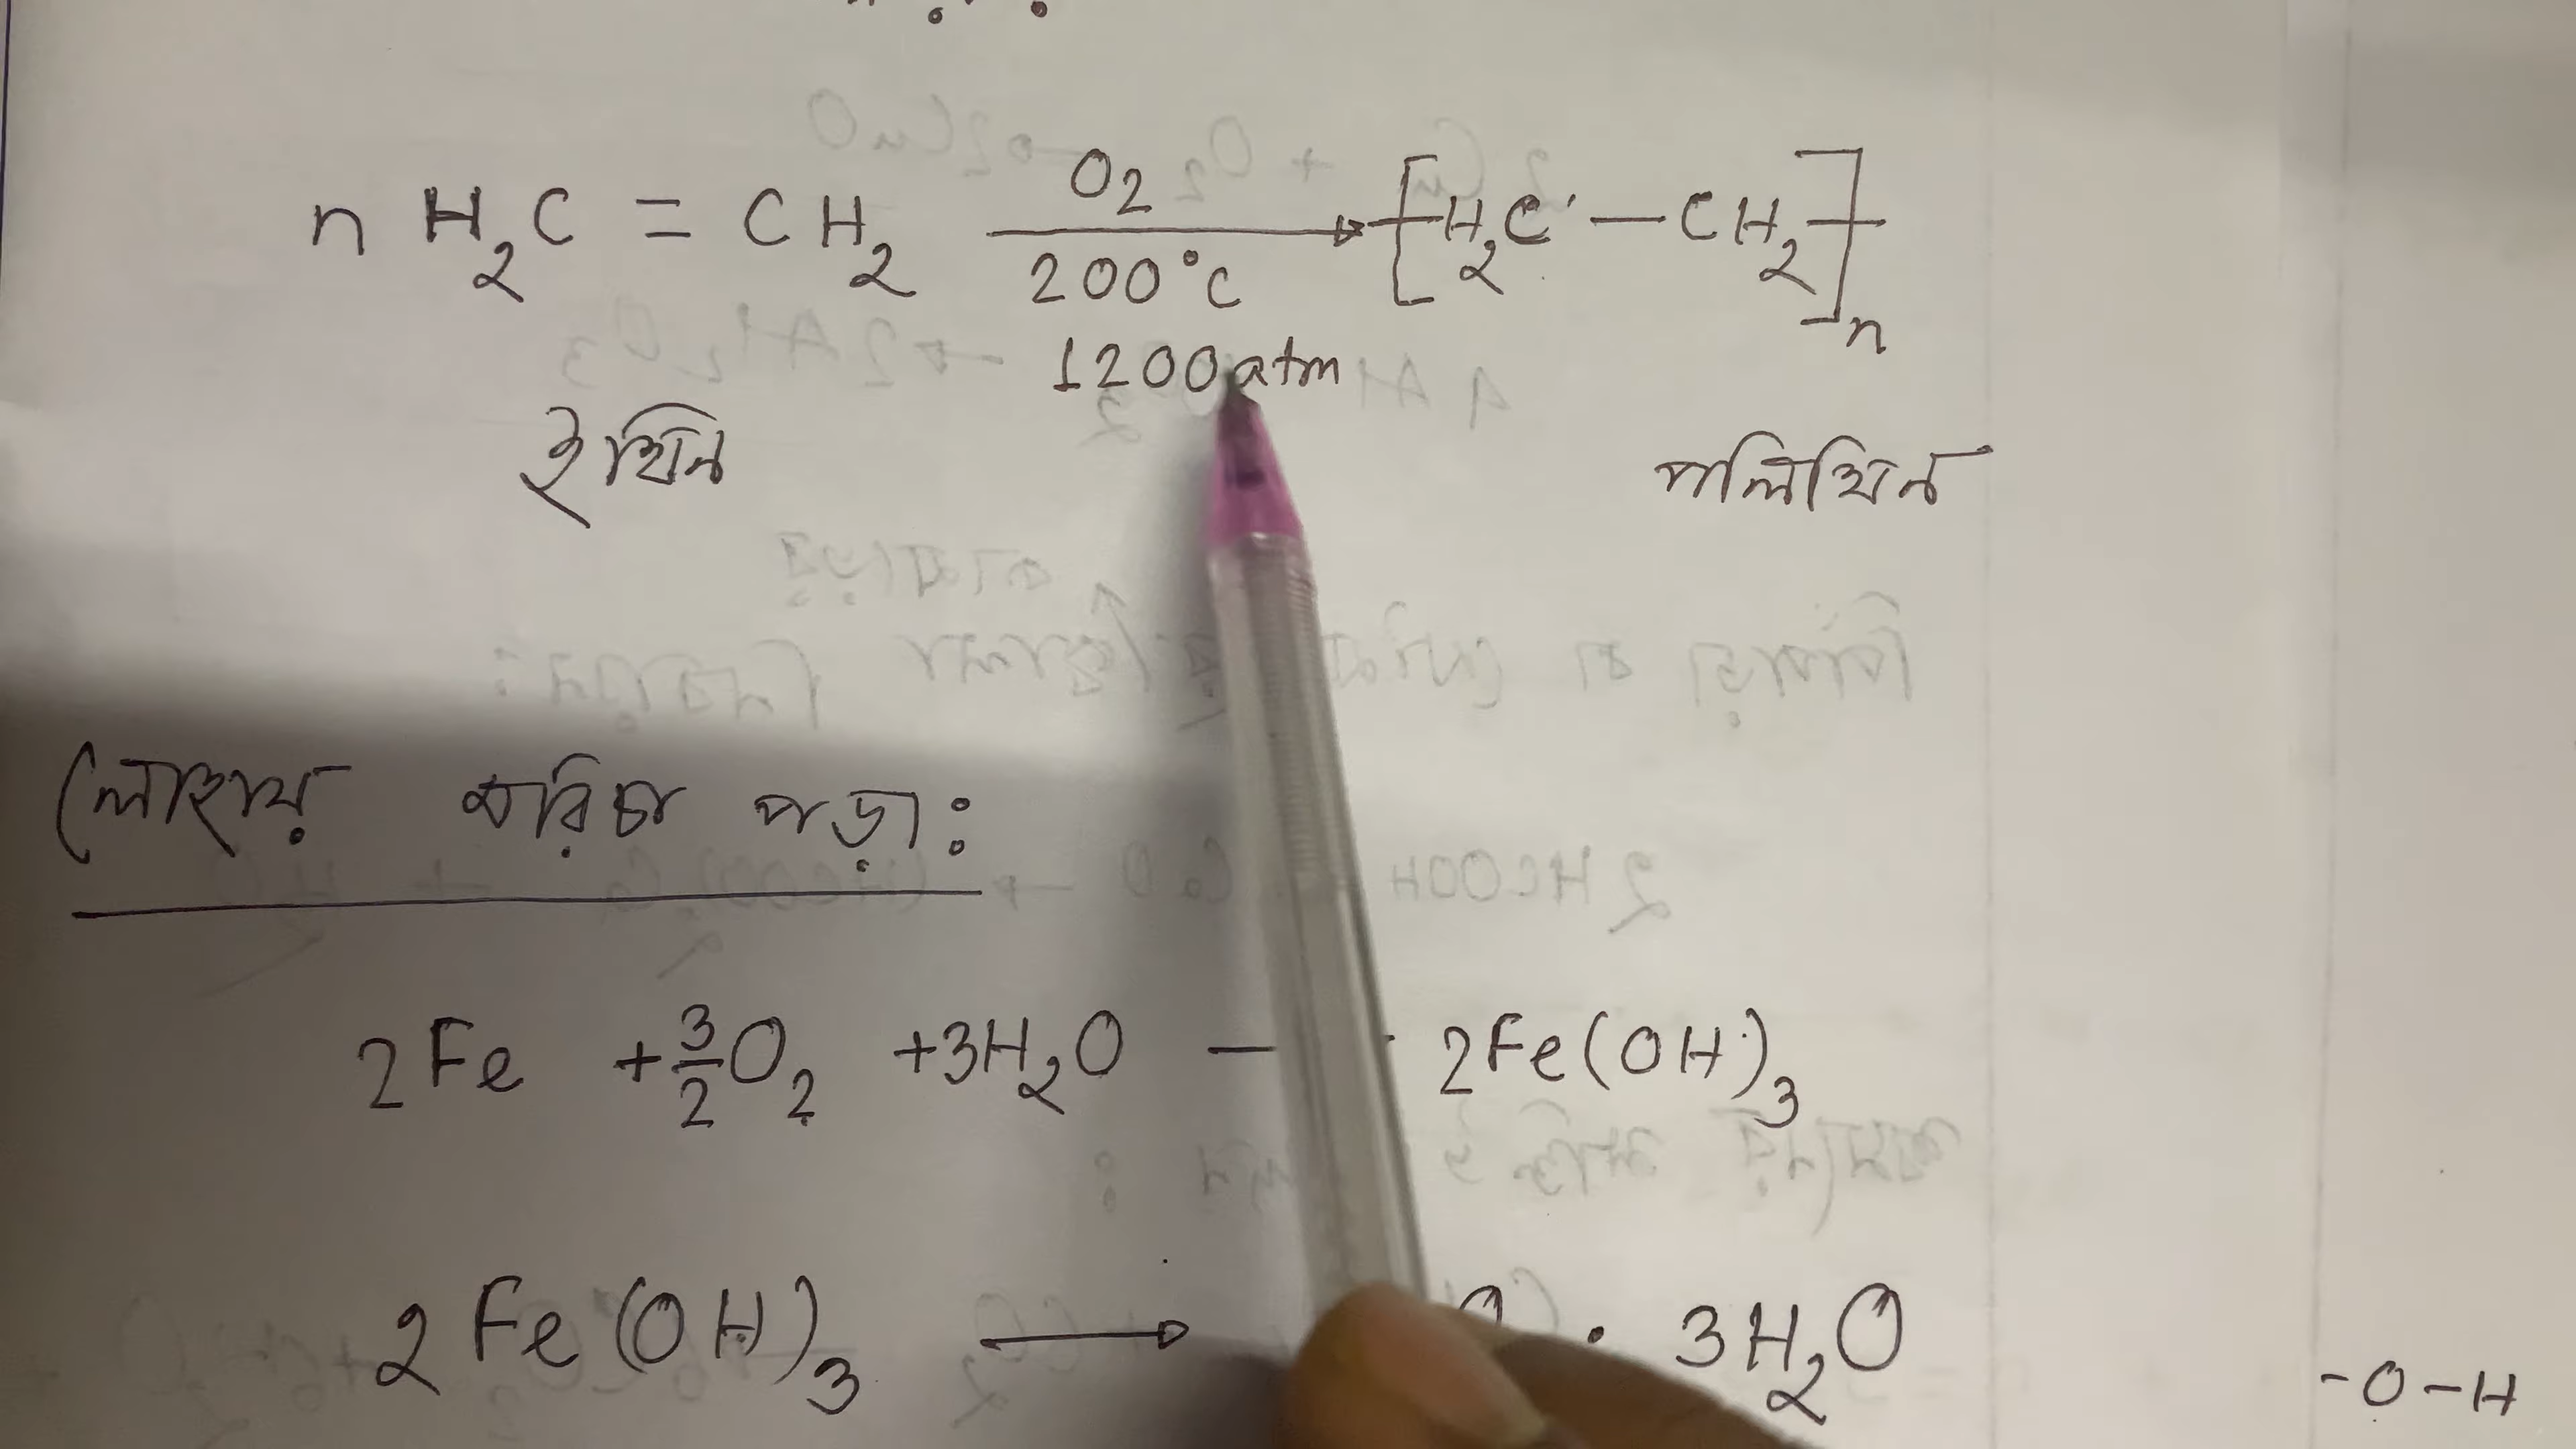 n H₂C = CH₂ —O₂→ [H₂C — CH₂]ₙ
200°C
1200 atm
ইথিন পলিথিন
লোহায় মরিচা পড়া:
2Fe + 3/2 O₂ + 3H₂O — 2Fe(OH)₃
2Fe(OH)₃ → O · 3H₂O
-O-H